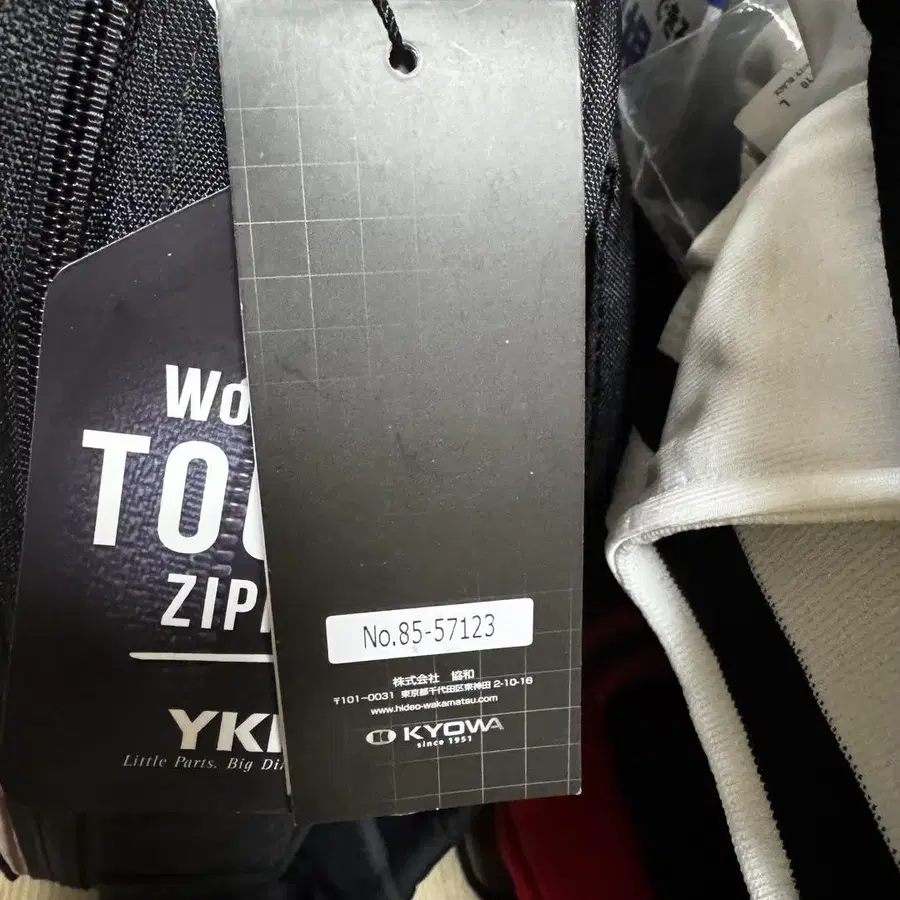 Wo
TOU
ZIP
YKK
Little Parts. Big Di
No.85-57123
株式会社 協和
〒101-0031 東京都千代田区東神田 2-10-16
www.hideo-wakamatsu.com
KYOWA
since 1951
10
L